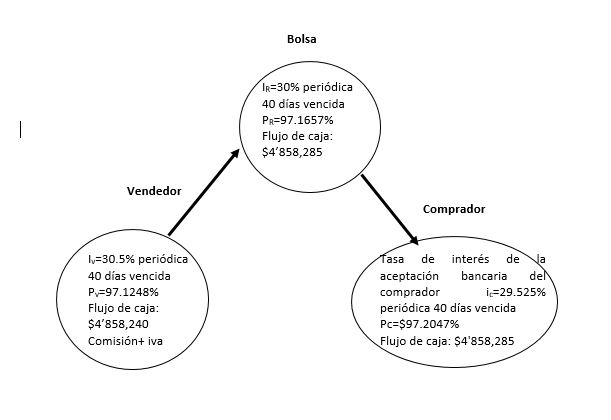 Bolsa
I_R=30% periódica
40 días vencida
P_R=97.1657%
Flujo de caja:
$4’858,285
Vendedor
Comprador
I_v=30.5% periódica
40 días vencida
P_v=97.1248%
Flujo de caja:
$4’858,240
Comisión+ iva
Tasa de interés de la
aceptación bancaria del
comprador i_c=29.525%
periódica 40 días vencida
Pc=$97.2047%
Flujo de caja: $4'858,285